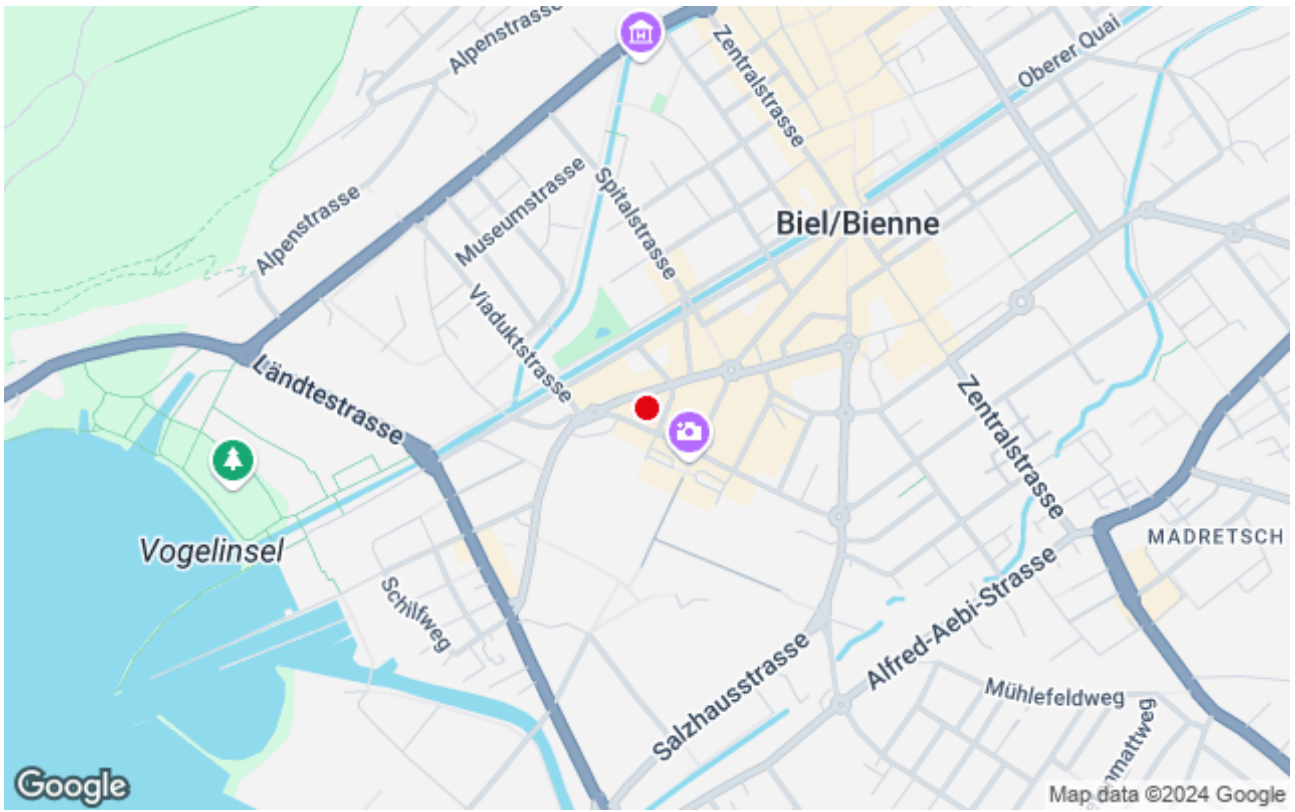 Alpenstrasse
Zentralstrasse
Oberer Quai
Museumstrasse
Spitalstrasse
Alpenstrasse
Biel/Bienne
Viaduktstrasse
Ländtestrasse
Zentralstrasse
Vogelinsel
MADRETSCH
Schilfweg
Alfred-Aebi-Strasse
Salzhausstrasse
Mühlefeldweg
Google
Map data ©2024 Google